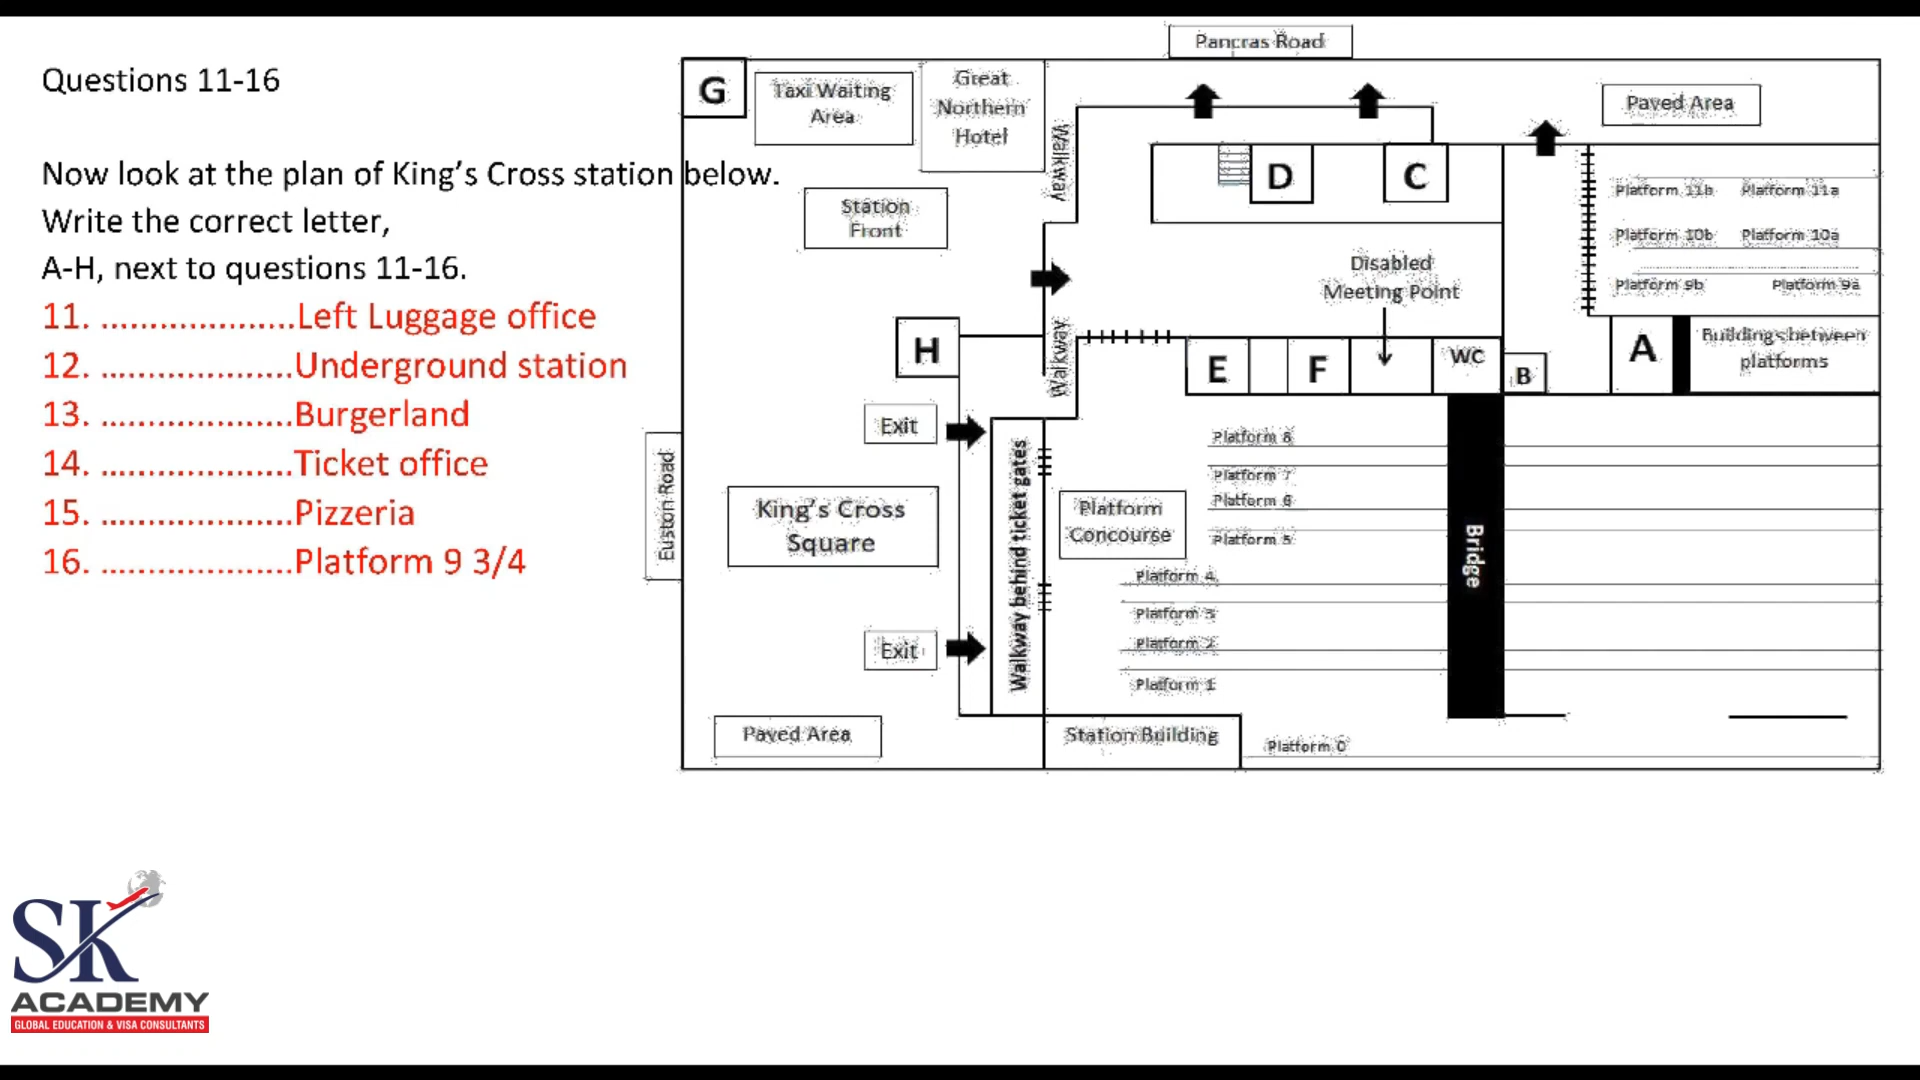 Questions 11-16
Now look at the plan of King's Cross station below.
Write the correct letter,
A-H, next to questions 11-16.
11. ....................Left Luggage office
12. ....................Underground station
13. ....................Burgerland
14. ....................Ticket office
15. ....................Pizzeria
16. ....................Platform 9 3/4
Pancras Road
G
Taxi Waiting
Area
Great
Northern
Hotel
Walkway
Paved Area
D
C
Station
Front
Platform 11b
Platform 11a
Platform 10b
Platform 10a
Platform 9b
Platform 9a
Disabled
Meeting Point
H
Walkway
E
F
WC
B
A
Buildings between
platforms
Exit
Euston Road
King's Cross
Square
Walkway behind ticket gates
Platform
Concourse
Platform 8
Platform 7
Platform 6
Platform 5
Platform 4
Platform 3
Platform 2
Platform 1
Bridge
Exit
Paved Area
Station Building
Platform 0
SK
ACADEMY
GLOBAL EDUCATION & VISA CONSULTANTS